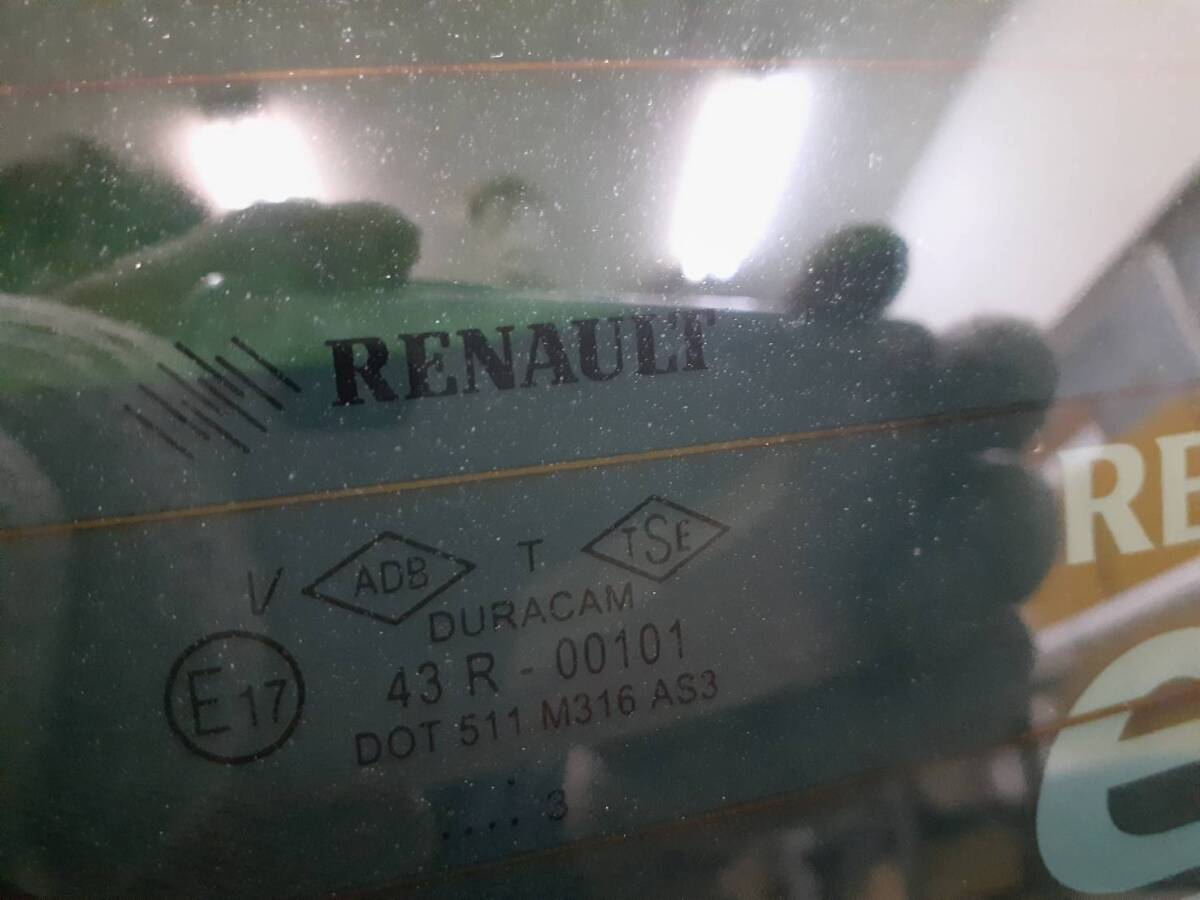 RENAULT
V ADB T TSE
DURACAM
E17 43 R - 00101
DOT 511 M316 AS3
.... 3
RE